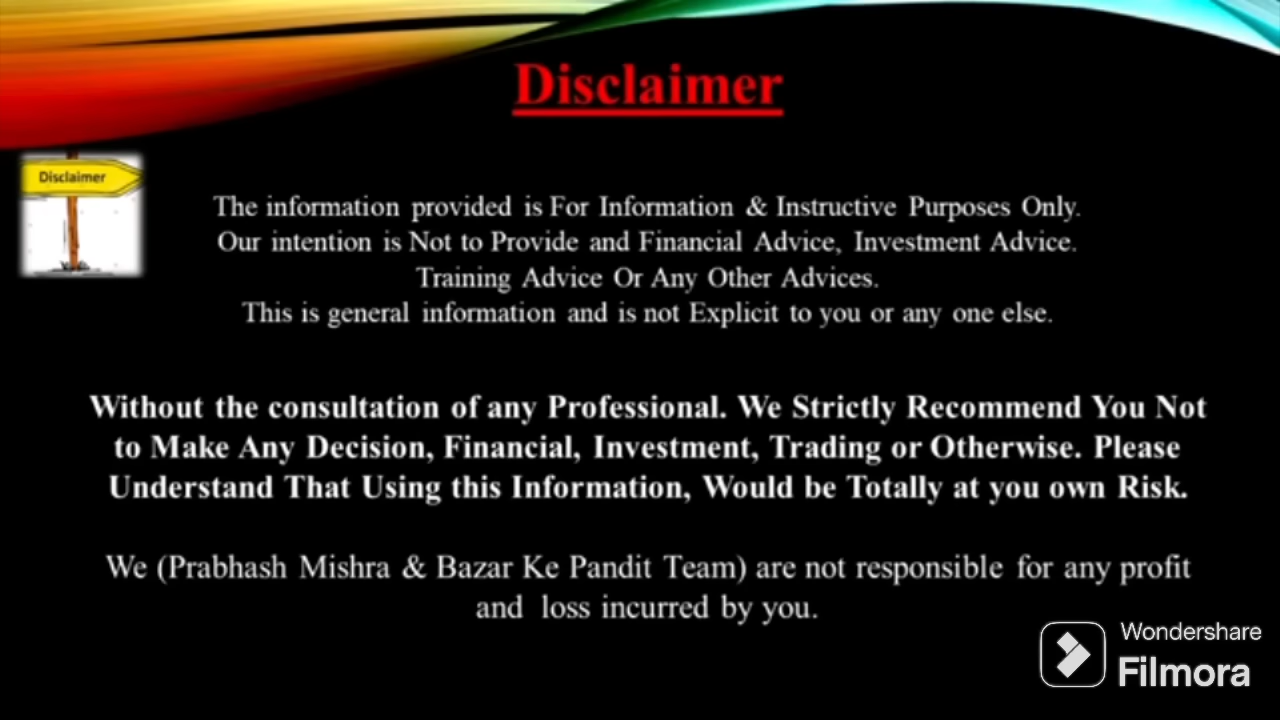 Disclaimer
Disclaimer
The information provided is For Information & Instructive Purposes Only.
Our intention is Not to Provide and Financial Advice, Investment Advice.
Training Advice Or Any Other Advices.
This is general information and is not Explicit to you or any one else.
Without the consultation of any Professional. We Strictly Recommend You Not
to Make Any Decision, Financial, Investment, Trading or Otherwise. Please
Understand That Using this Information, Would be Totally at you own Risk.
We (Prabhash Mishra & Bazar Ke Pandit Team) are not responsible for any profit
and loss incurred by you.
Wondershare
Filmora